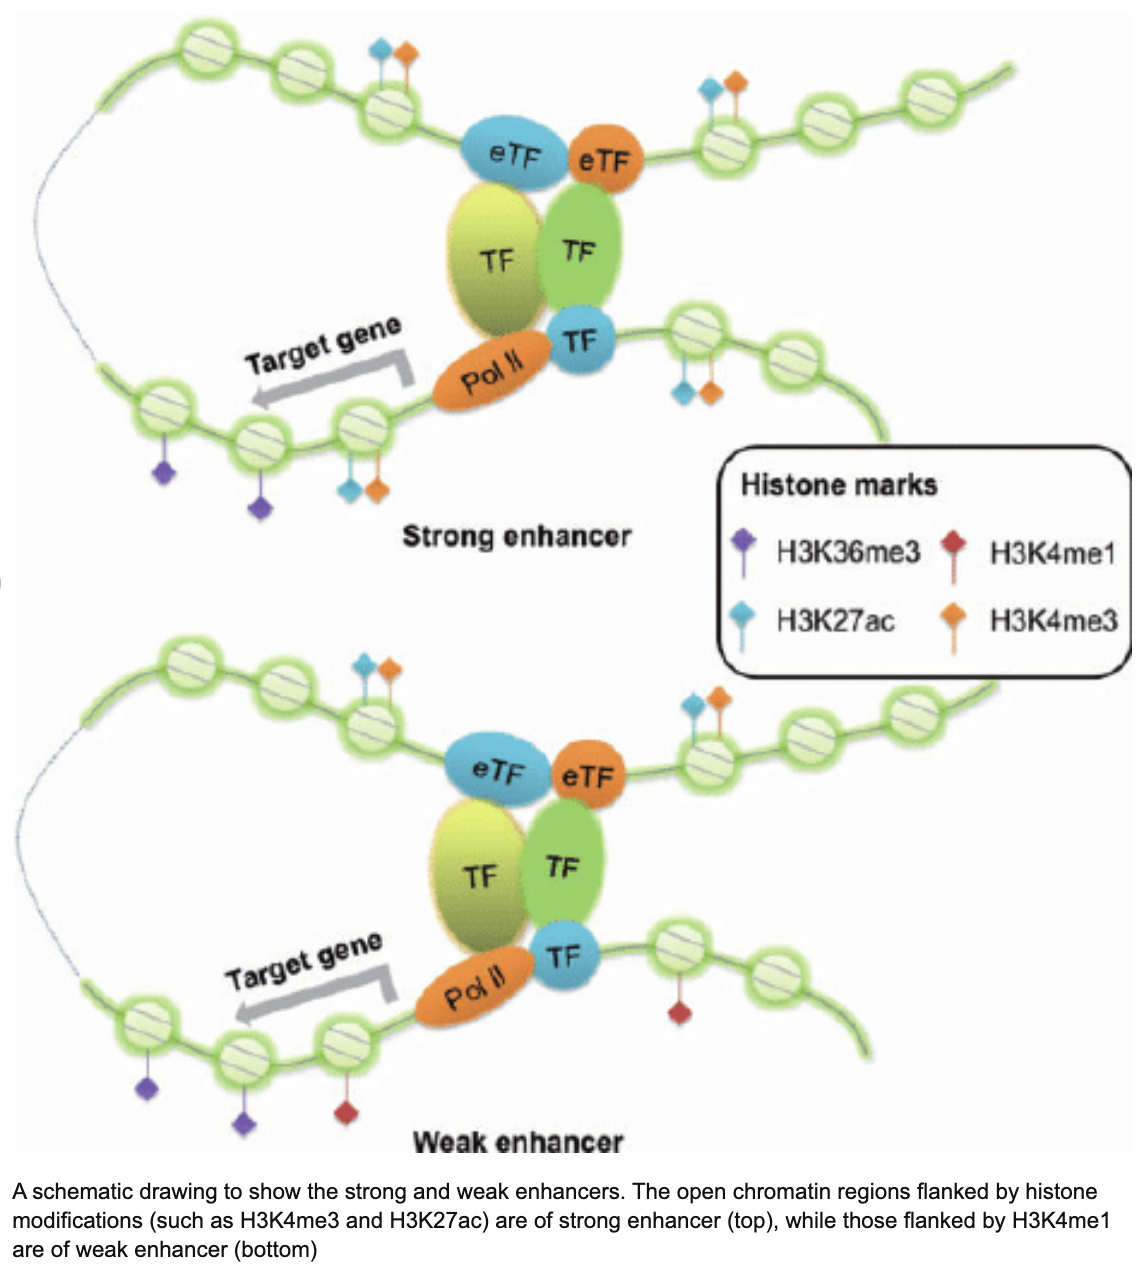 eTF eTF
TF TF
TF
Pol II
Target gene
Strong enhancer
Histone marks
H3K36me3 H3K4me1
H3K27ac H3K4me3
eTF eTF
TF TF
TF
Pol II
Target gene
Weak enhancer
A schematic drawing to show the strong and weak enhancers. The open chromatin regions flanked by histone
modifications (such as H3K4me3 and H3K27ac) are of strong enhancer (top), while those flanked by H3K4me1
are of weak enhancer (bottom)